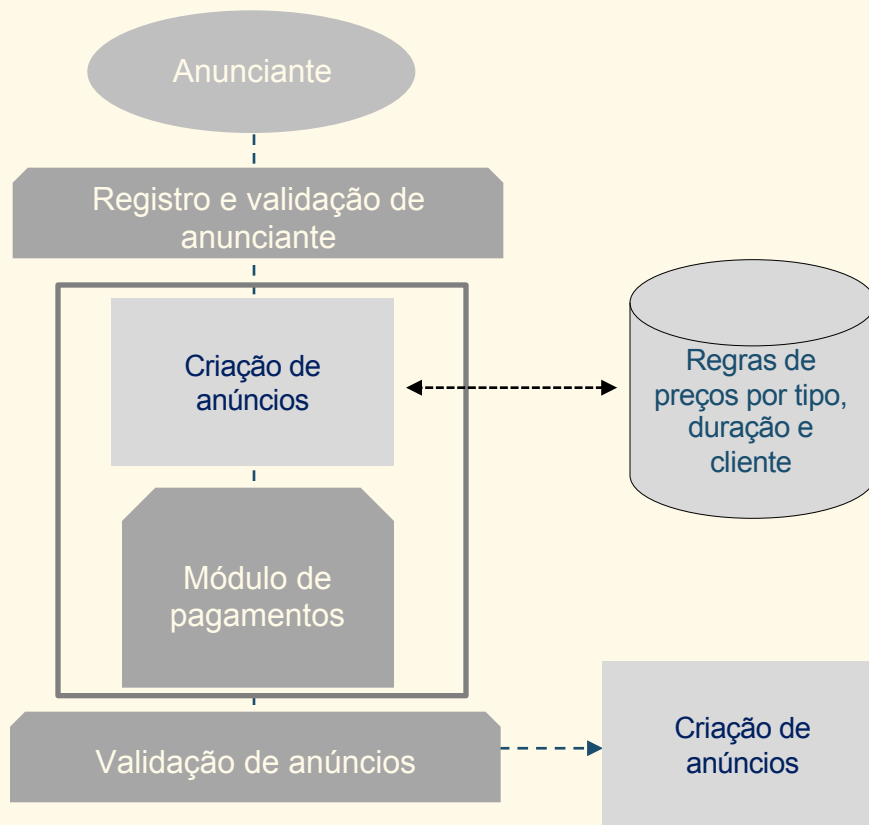 Anunciante
Registro e validação de
anunciante
Criação de
anúncios
Regras de
preços por tipo,
duração e
cliente
Módulo de
pagamentos
Validação de anúncios
Criação de
anúncios